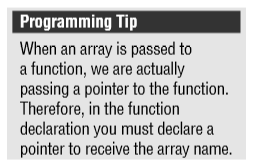 Programming Tip
When an array is passed to
a function, we are actually
passing a pointer to the function.
Therefore, in the function
declaration you must declare a
pointer to receive the array name.